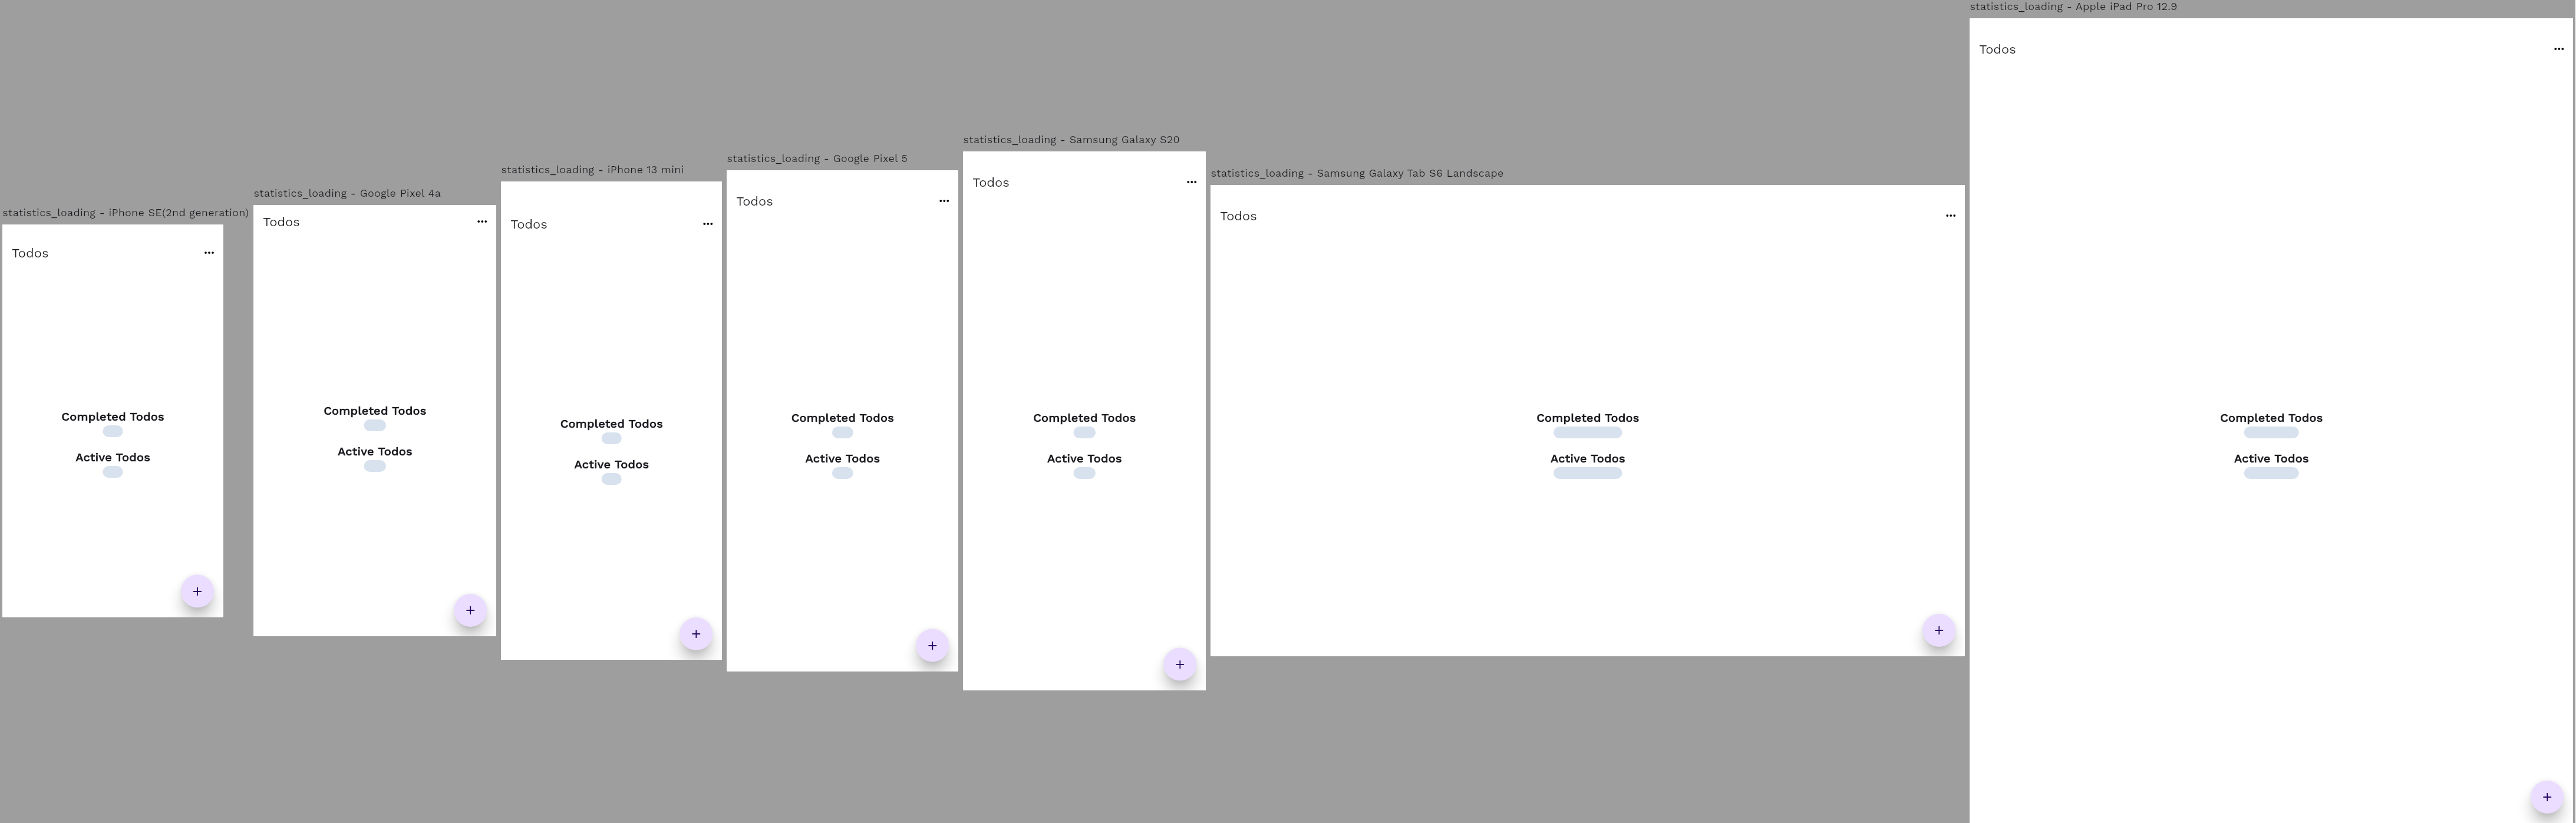 statistics_loading - iPhone SE(2nd generation)
Todos
Completed Todos
Active Todos
statistics_loading - Google Pixel 4a
Todos
Completed Todos
Active Todos
statistics_loading - iPhone 13 mini
Todos
Completed Todos
Active Todos
statistics_loading - Google Pixel 5
Todos
Completed Todos
Active Todos
statistics_loading - Samsung Galaxy S20
Todos
Completed Todos
Active Todos
statistics_loading - Samsung Galaxy Tab S6 Landscape
Todos
Completed Todos
Active Todos
statistics_loading - Apple iPad Pro 12.9
Todos
Completed Todos
Active Todos